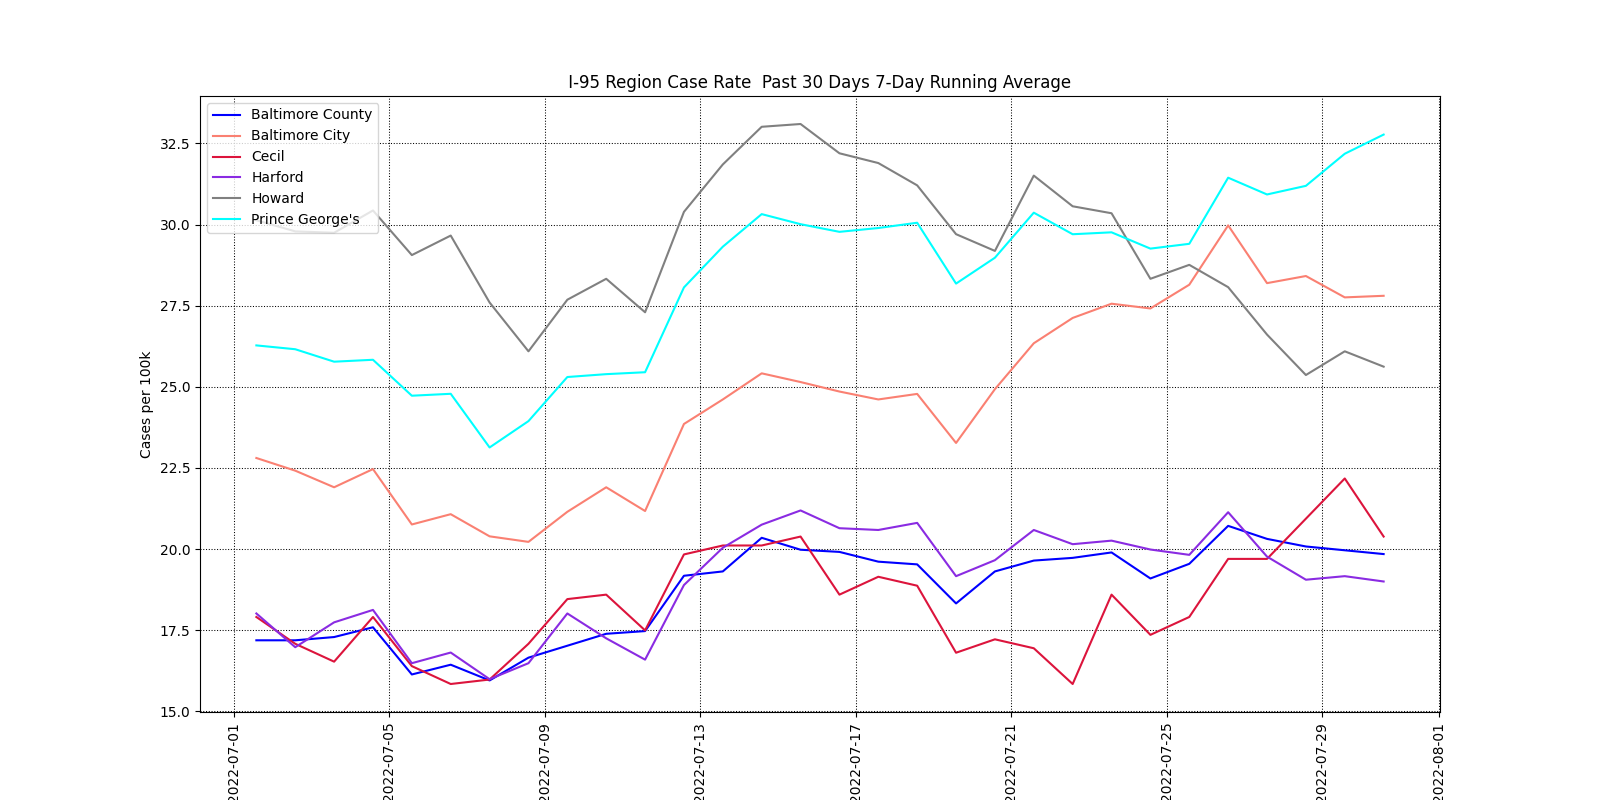 I-95 Region Case Rate  Past 30 Days 7-Day Running Average
Baltimore County
Baltimore City
Cecil
Harford
Howard
Prince George's
Cases per 100k
32.5
30.0
27.5
25.0
22.5
20.0
17.5
15.0
2022-07-01
2022-07-05
2022-07-09
2022-07-13
2022-07-17
2022-07-21
2022-07-25
2022-07-29
2022-08-01